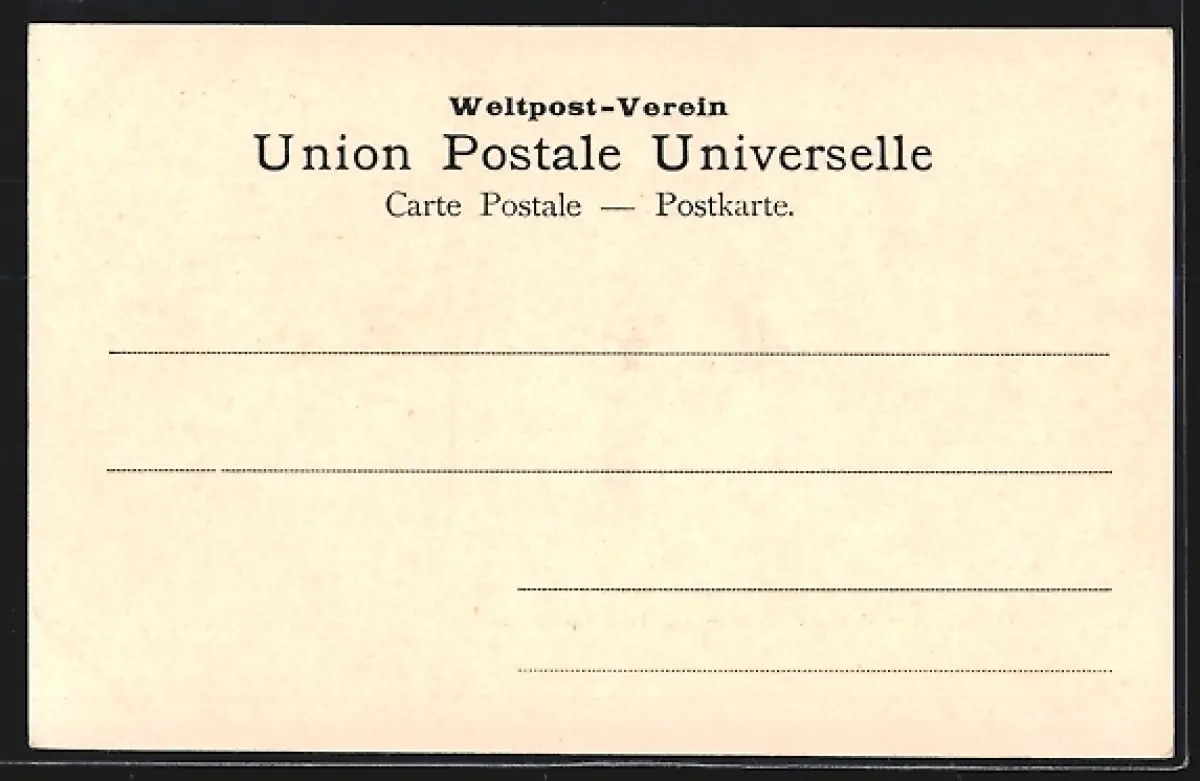 Weltpost-Verein
Union Postale Universelle
Carte Postale — Postkarte.